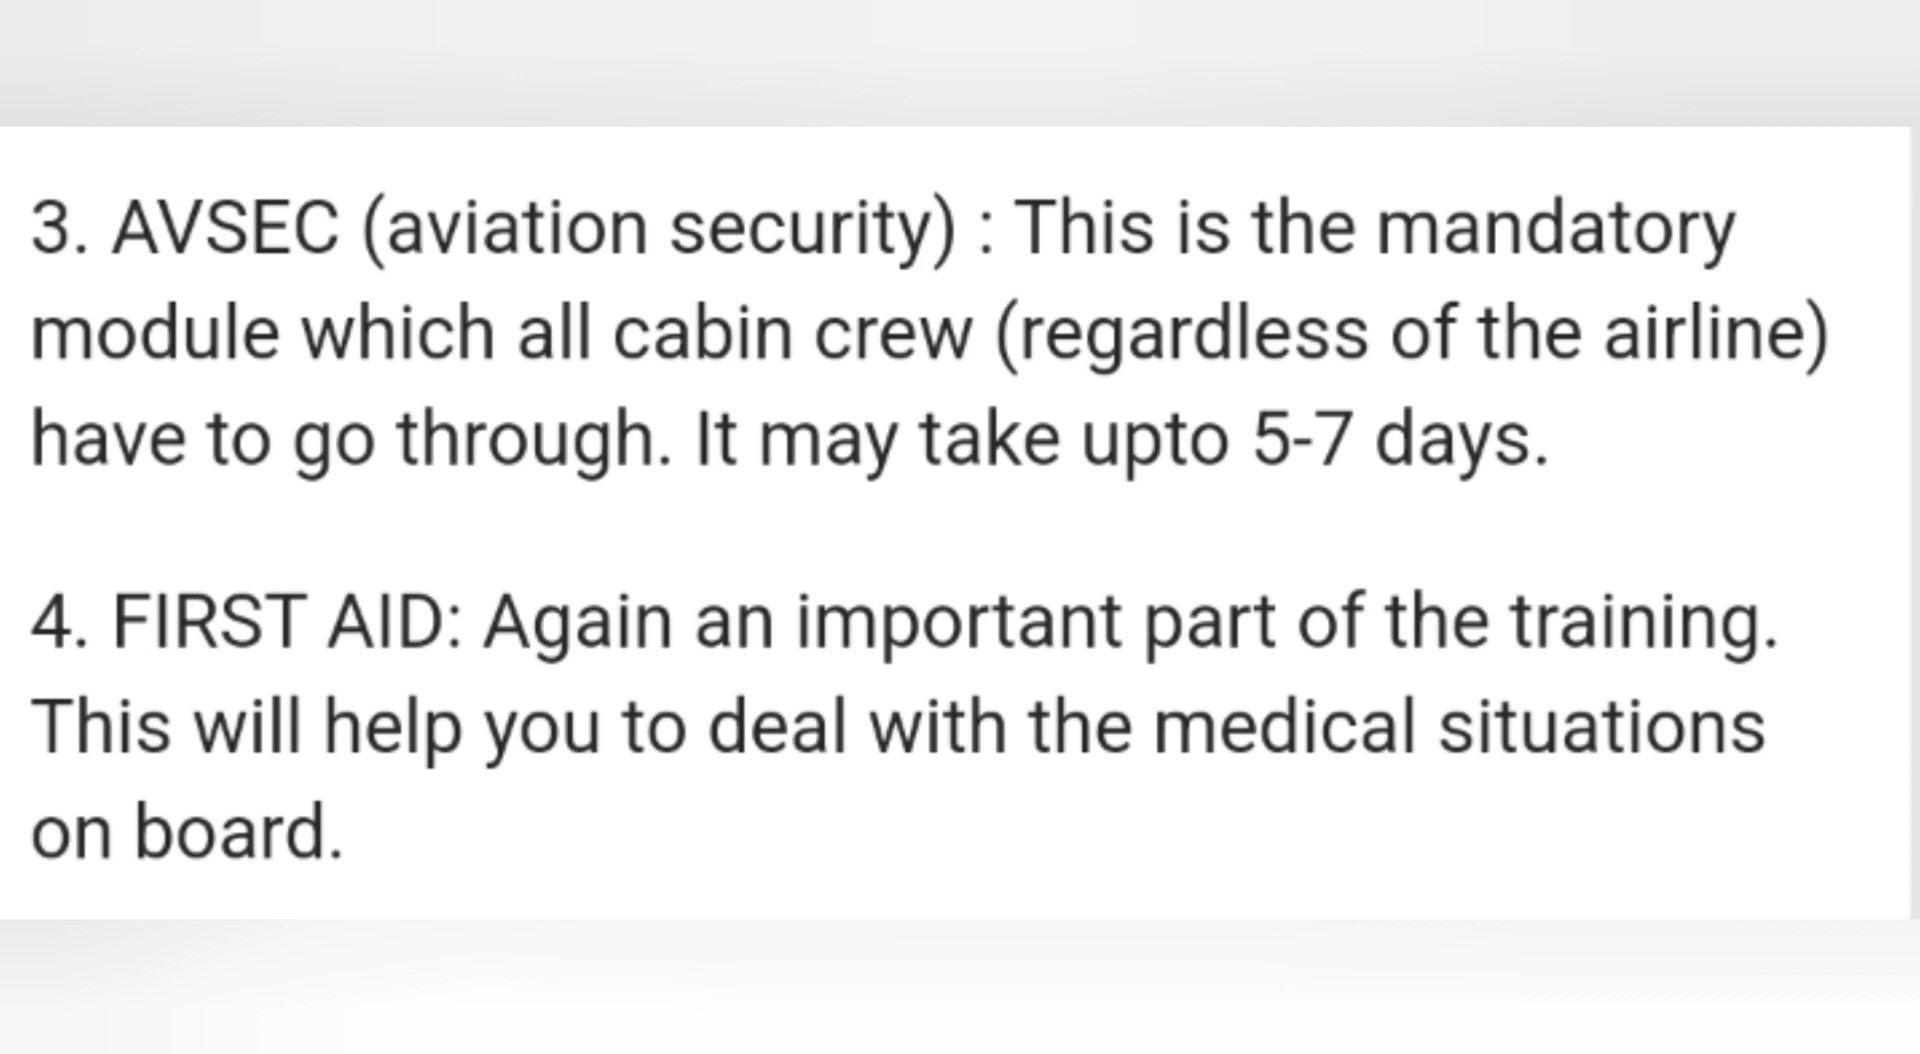 3. AVSEC (aviation security) : This is the mandatory
module which all cabin crew (regardless of the airline)
have to go through. It may take upto 5-7 days.
4. FIRST AID: Again an important part of the training.
This will help you to deal with the medical situations
on board.